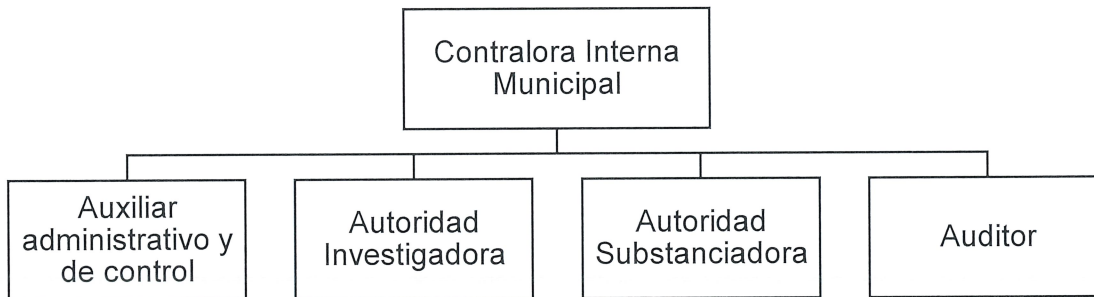 Contralora Interna
Municipal
Auxiliar
administrativo y
de control
Autoridad
Investigadora
Autoridad
Substanciadora
Auditor